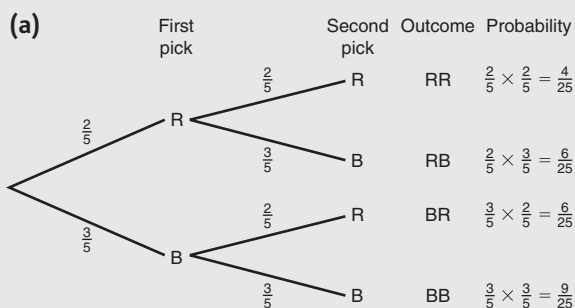 (a)
First pick
Second pick
Outcome
Probability
2/5
R
2/5
R
RR
2/5 × 2/5 = 4/25
3/5
B
RB
2/5 × 3/5 = 6/25
3/5
B
2/5
R
BR
3/5 × 2/5 = 6/25
3/5
B
BB
3/5 × 3/5 = 9/25